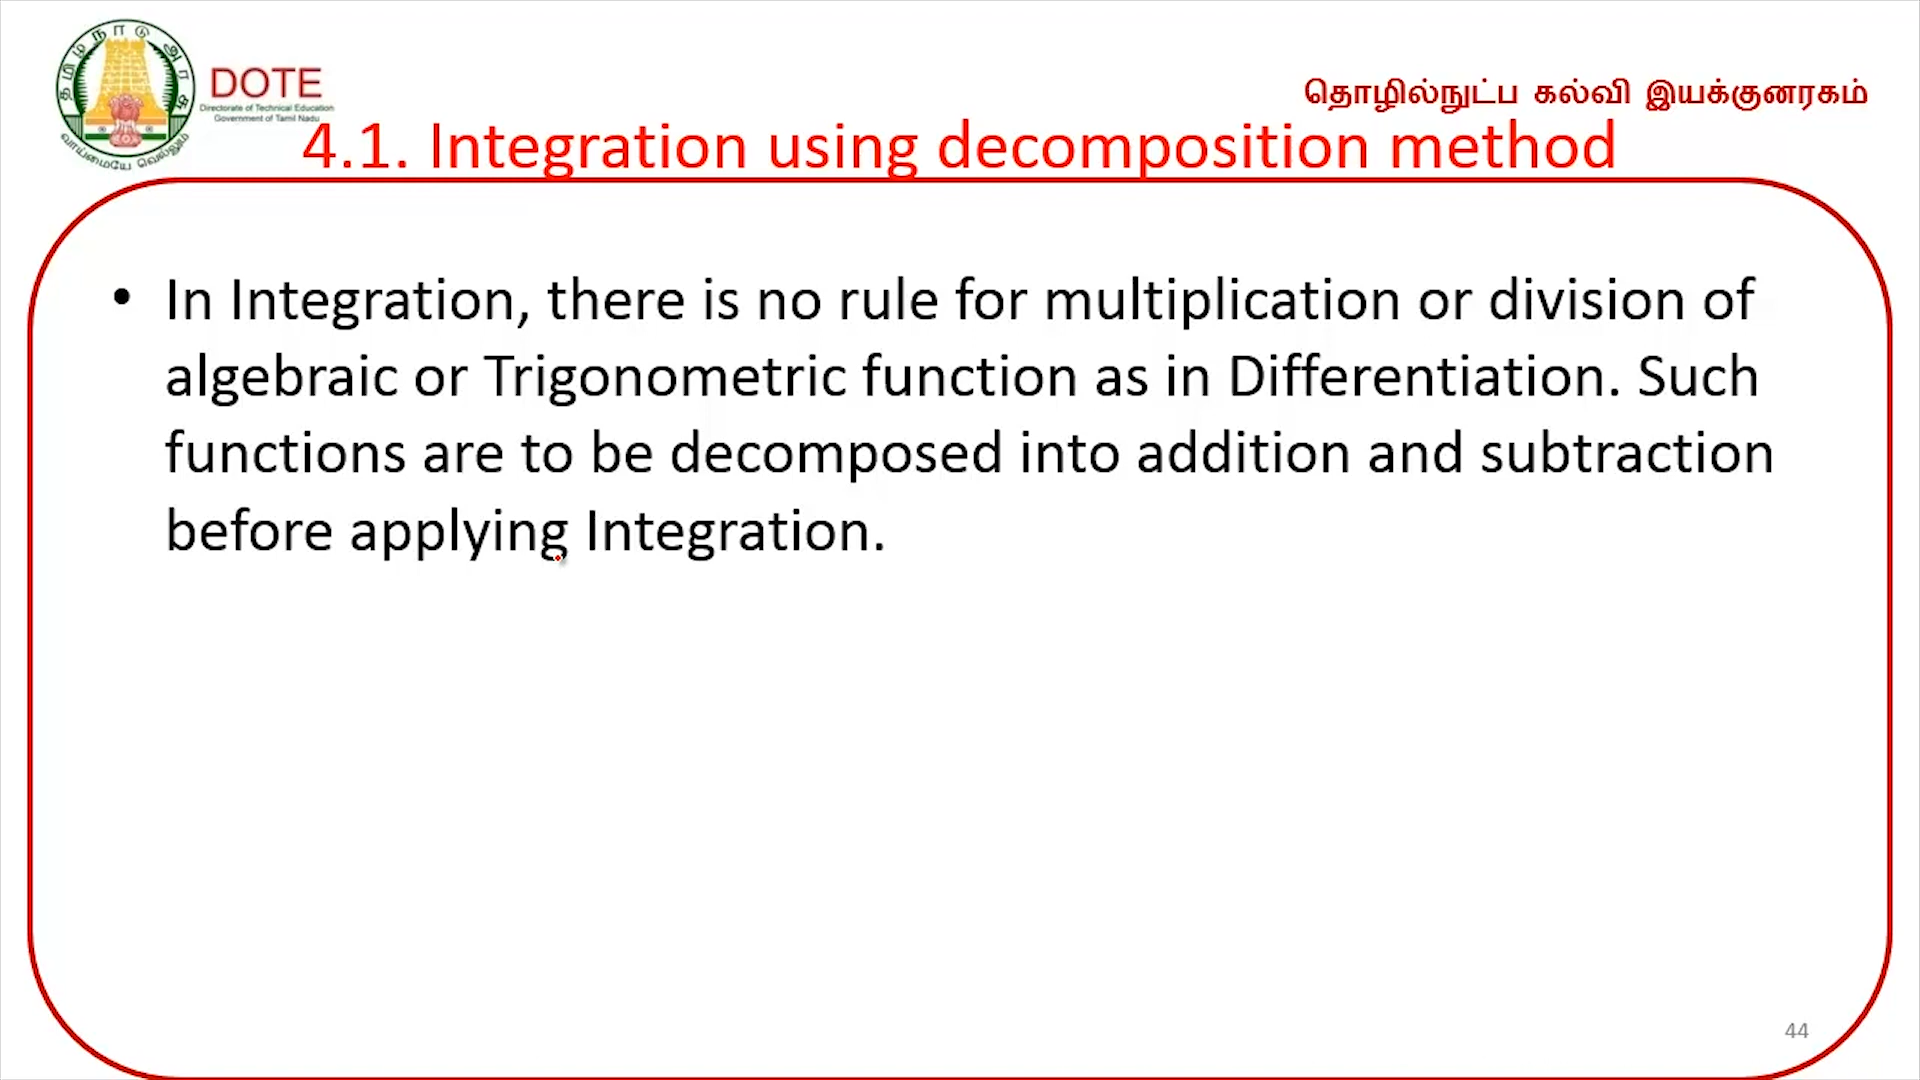 தமிழ்நாடு அரசு
வாய்மையே வெல்லும்
DOTE
Directorate of Technical Education
Government of Tamil Nadu
தொழில்நுட்ப கல்வி இயக்குனரகம்
4.1. Integration using decomposition method
• In Integration, there is no rule for multiplication or division of
algebraic or Trigonometric function as in Differentiation. Such
functions are to be decomposed into addition and subtraction
before applying Integration.
44